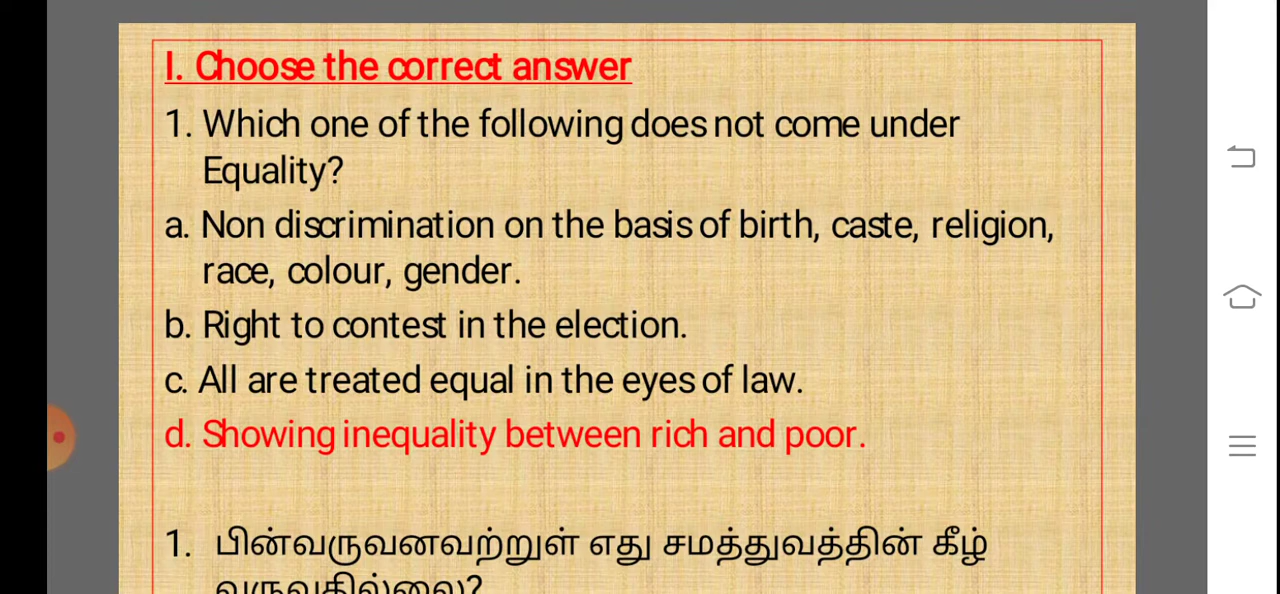 I. Choose the correct answer
1. Which one of the following does not come under
Equality?
a. Non discrimination on the basis of birth, caste, religion,
race, colour, gender.
b. Right to contest in the election.
c. All are treated equal in the eyes of law.
d. Showing inequality between rich and poor.
1. பின்வருவனவற்றுள் எது சமத்துவத்தின் கீழ்
வருவதில்லை?